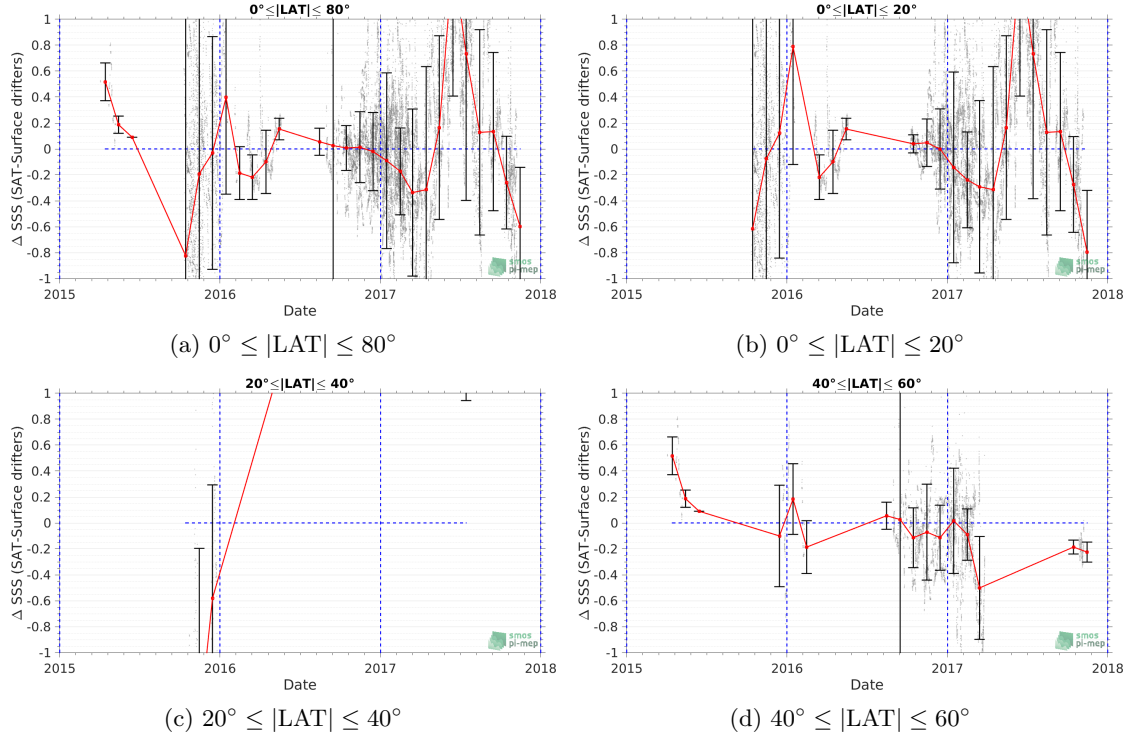 0°≤|LAT|≤ 80°
Δ SSS (SAT-Surface drifters)
1
0.8
0.6
0.4
0.2
0
-0.2
-0.4
-0.6
-0.8
-1
smos
pi-mep
2015
2016
2017
2018
Date
(a) 0° ≤ |LAT| ≤ 80°
0°≤|LAT|≤ 20°
Δ SSS (SAT-Surface drifters)
1
0.8
0.6
0.4
0.2
0
-0.2
-0.4
-0.6
-0.8
-1
smos
pi-mep
2015
2016
2017
2018
Date
(b) 0° ≤ |LAT| ≤ 20°
20°≤|LAT|≤ 40°
Δ SSS (SAT-Surface drifters)
1
0.8
0.6
0.4
0.2
0
-0.2
-0.4
-0.6
-0.8
-1
smos
pi-mep
2015
2016
2017
2018
Date
(c) 20° ≤ |LAT| ≤ 40°
40°≤|LAT|≤ 60°
Δ SSS (SAT-Surface drifters)
1
0.8
0.6
0.4
0.2
0
-0.2
-0.4
-0.6
-0.8
-1
smos
pi-mep
2015
2016
2017
2018
Date
(d) 40° ≤ |LAT| ≤ 60°